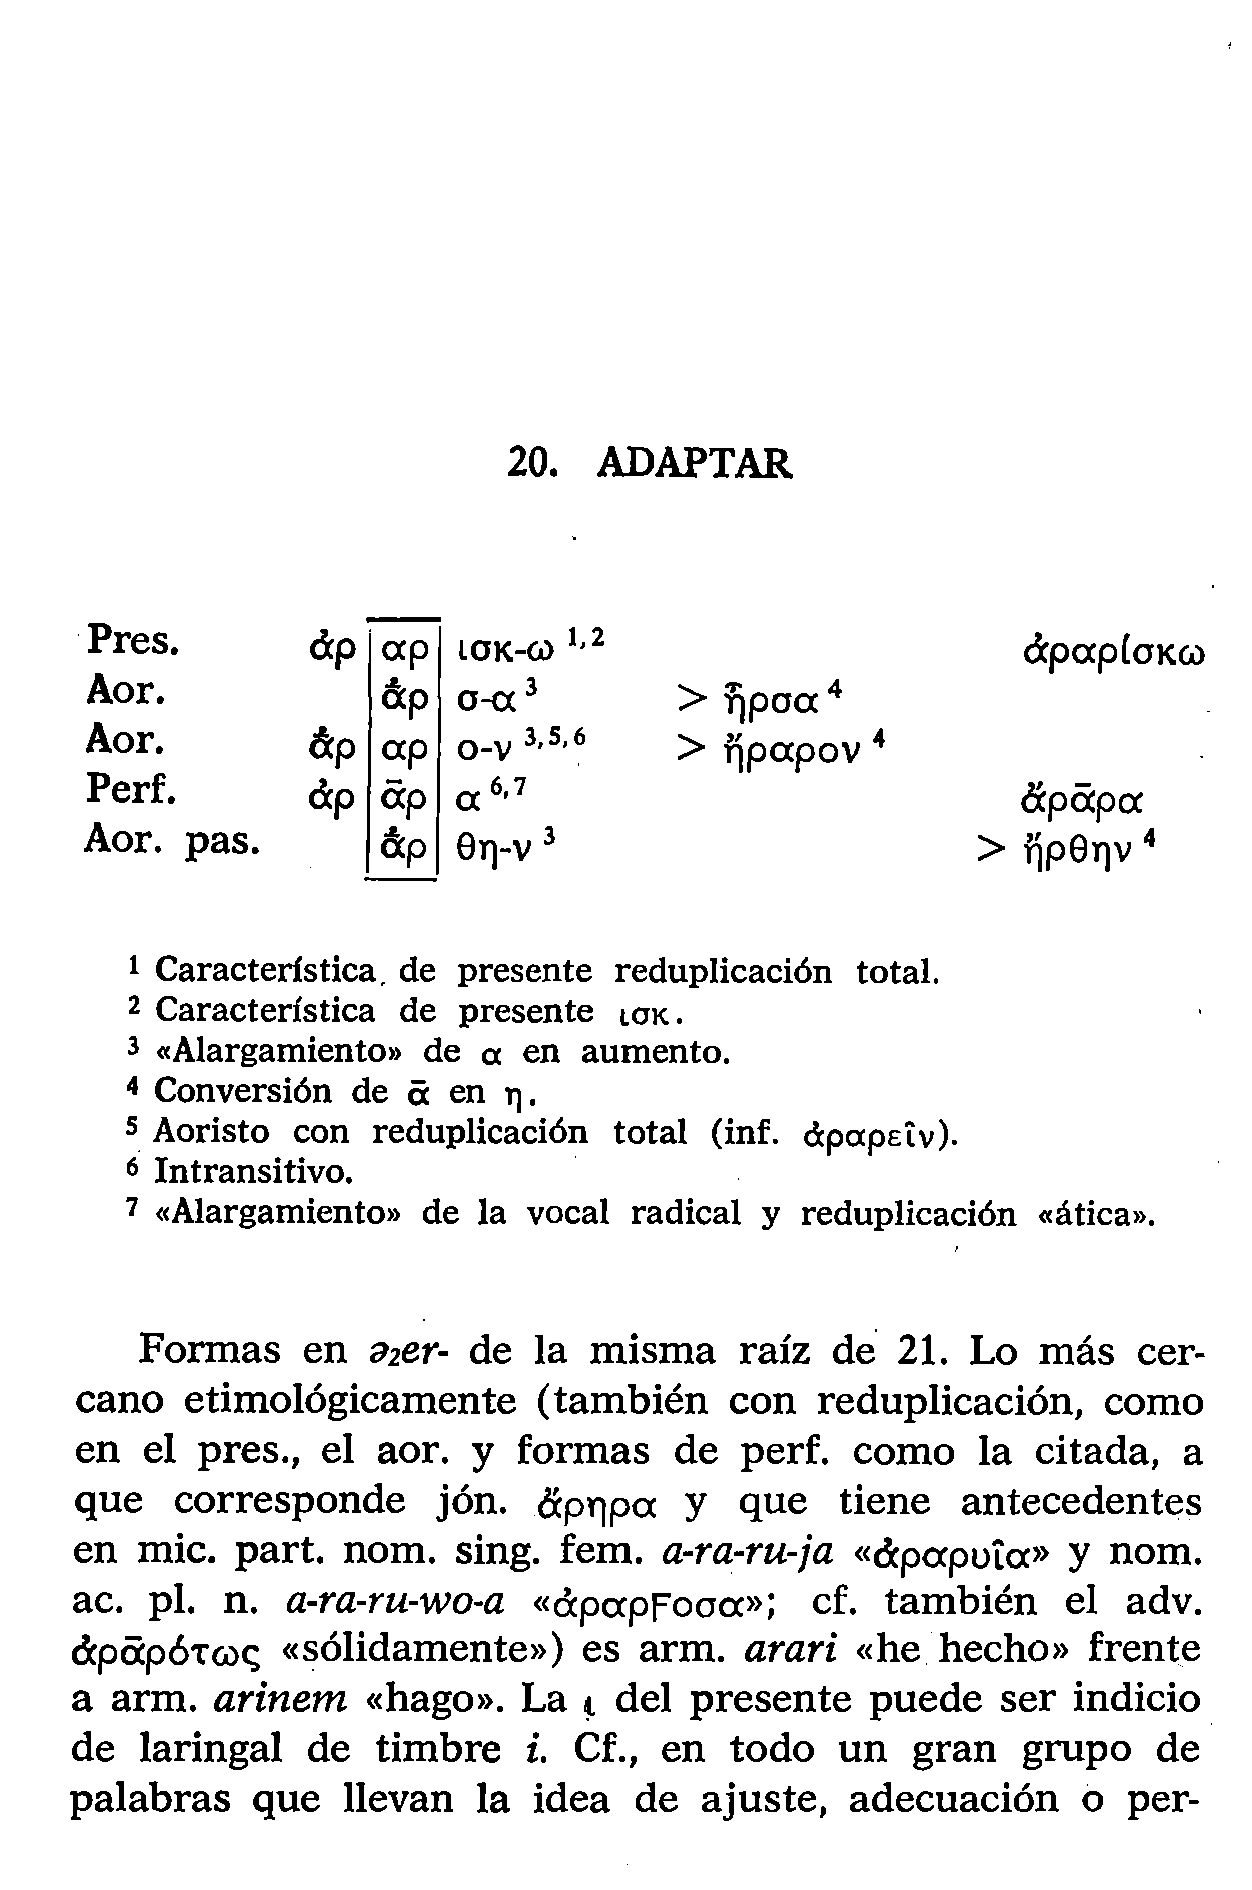 20. ADAPTAR
Pres. ἀρ αρ ισκ-ω 1,2 ἀραρίσκω
Aor. ἆρ σ-α 3 > ἦρσα 4
Aor. ἆρ αρ ο-ν 3,5,6 > ἤραρον 4
Perf. ἀρ ᾱρ α 6,7 ἄρᾱρα
Aor. pas. ἆρ θη-ν 3 > ἤρθην 4
1 Característica de presente reduplicación total.
2 Característica de presente ισκ.
3 «Alargamiento» de α en aumento.
4 Conversión de ᾱ en η.
5 Aoristo con reduplicación total (inf. ἀραρεῖν).
6 Intransitivo.
7 «Alargamiento» de la vocal radical y reduplicación «ática».
Formas en ə₂er- de la misma raíz de 21. Lo más cer-
cano etimológicamente (también con reduplicación, como
en el pres., el aor. y formas de perf. como la citada, a
que corresponde jón. ἄρηρα y que tiene antecedentes
en mic. part. nom. sing. fem. a-ra-ru-ja «ἀραρυῖα» y nom.
ac. pl. n. a-ra-ru-wo-a «ἀραρϝοσα»; cf. también el adv.
ἀρᾱρότως «sólidamente») es arm. arari «he hecho» frente
a arm. arinem «hago». La ι del presente puede ser indicio
de laringal de timbre i. Cf., en todo un gran grupo de
palabras que llevan la idea de ajuste, adecuación o per-